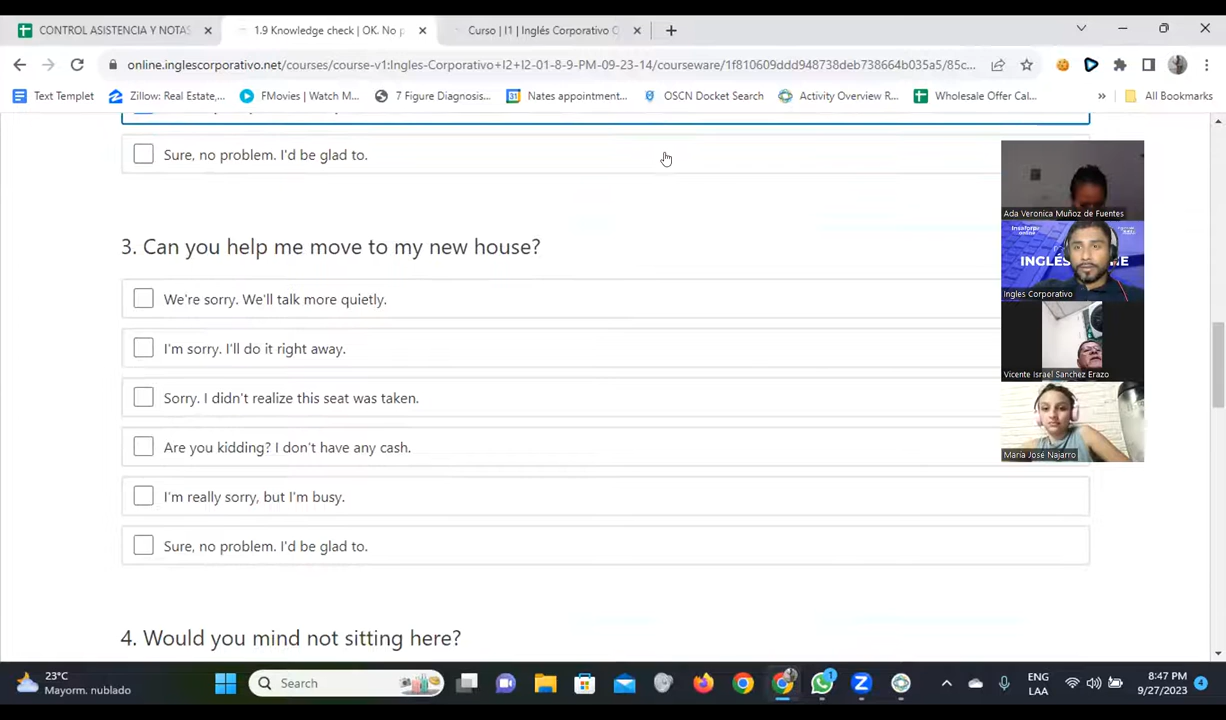 CONTROL ASISTENCIA Y NOTAS
1.9 Knowledge check | OK. No p
Curso | I1 | Inglés Corporativo
online.inglescorporativo.net/courses/course-v1:Ingles-Corporativo+I2+I2-01-8-9-PM-09-23-14/courseware/1f810609ddd948738deb738664b035a5/85c...
Text Templet
Zillow: Real Estate,...
FMovies | Watch M...
7 Figure Diagnosis...
Nates appointment...
OSCN Docket Search
Activity Overview R...
Wholesale Offer Cal...
»
All Bookmarks
Sure, no problem. I'd be glad to.
3. Can you help me move to my new house?
We're sorry. We'll talk more quietly.
I'm sorry. I'll do it right away.
Sorry. I didn't realize this seat was taken.
Are you kidding? I don't have any cash.
I'm really sorry, but I'm busy.
Sure, no problem. I'd be glad to.
4. Would you mind not sitting here?
Ada Veronica Muñoz de Fuentes
Ingles Corporativo
Vicente Israel Sanchez Erazo
María José Najarro
23°C
Mayorm. nublado
Search
1
ENG
LAA
8:47 PM
9/27/2023
4